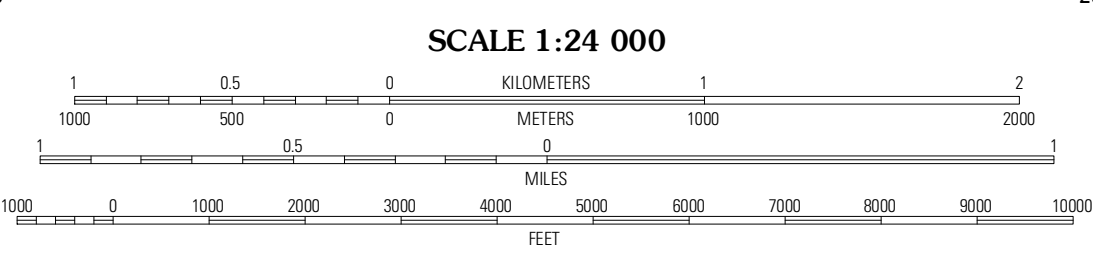 SCALE 1:24 000
1 0.5 0 KILOMETERS 1 2
1000 500 0 METERS 1000 2000
1 0.5 0 1
MILES
1000 0 1000 2000 3000 4000 5000 6000 7000 8000 9000 10000
FEET